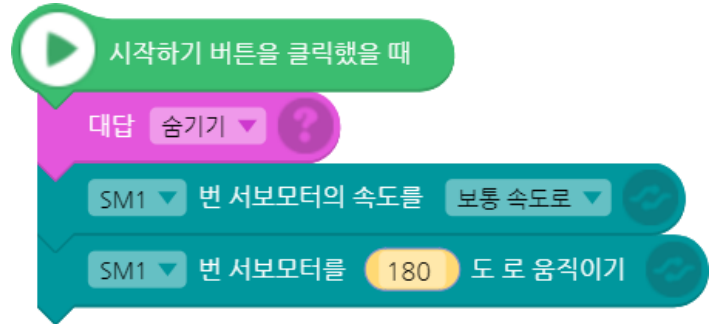 시작하기 버튼을 클릭했을 때
대답 숨기기 ?
SM1 번 서보모터의 속도를 보통 속도로
SM1 번 서보모터를 180 도 로 움직이기